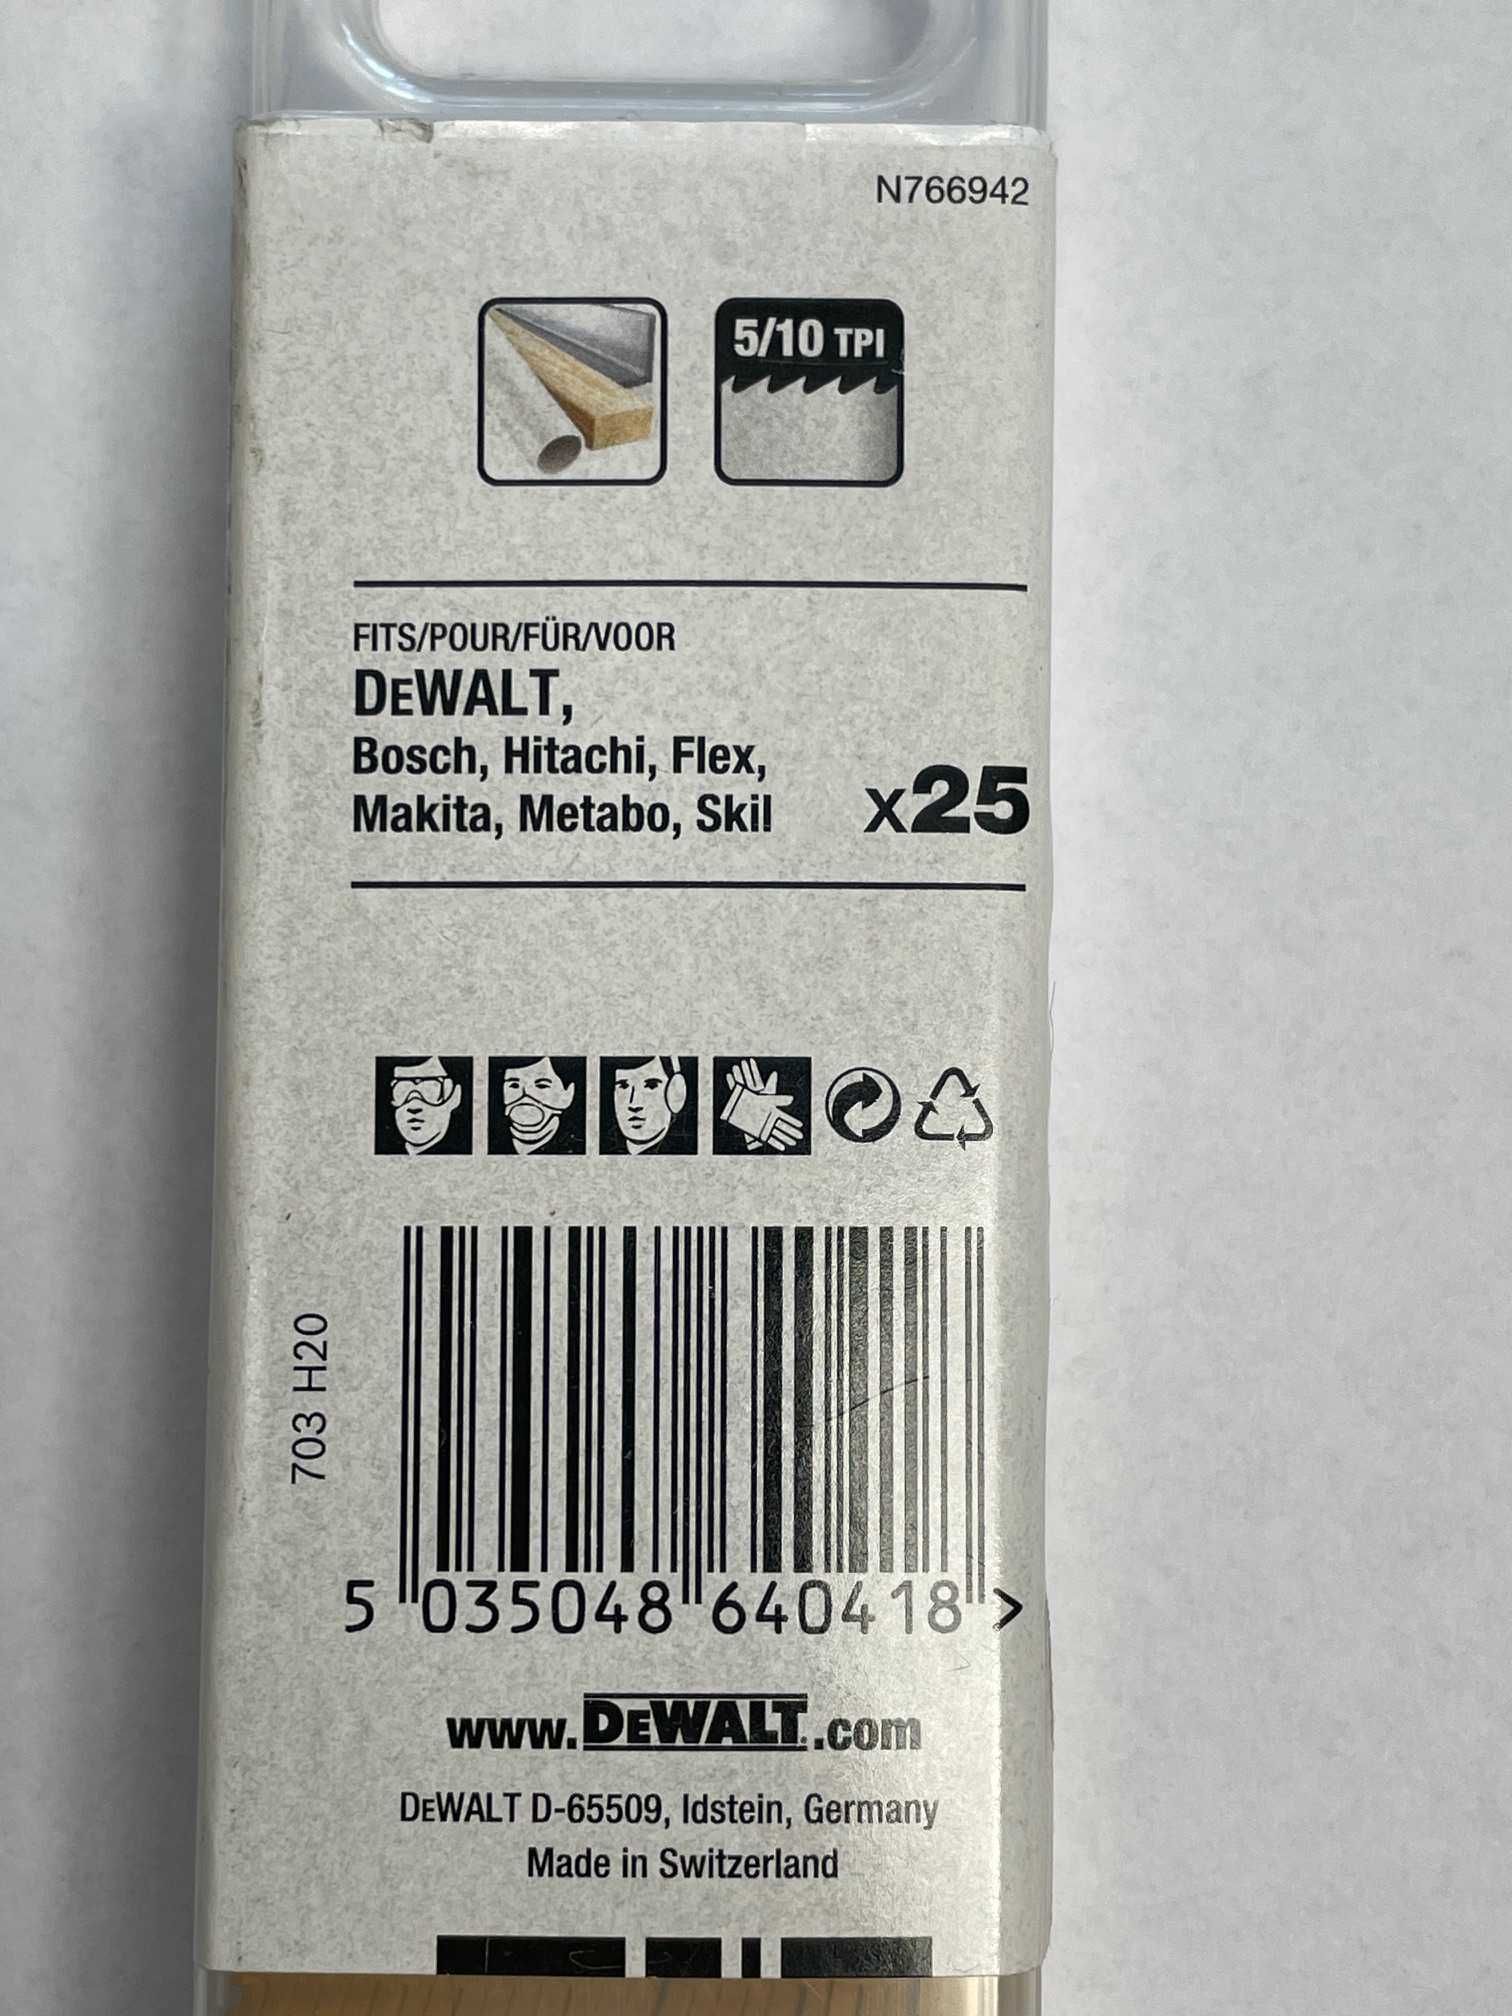 N766942
5/10 TPI
FITS/POUR/FÜR/VOOR
DEWALT,
Bosch, Hitachi, Flex,
Makita, Metabo, Skil
x25
703 H20
5 035048 640418 >
www.DEWALT.com
DEWALT D-65509, Idstein, Germany
Made in Switzerland